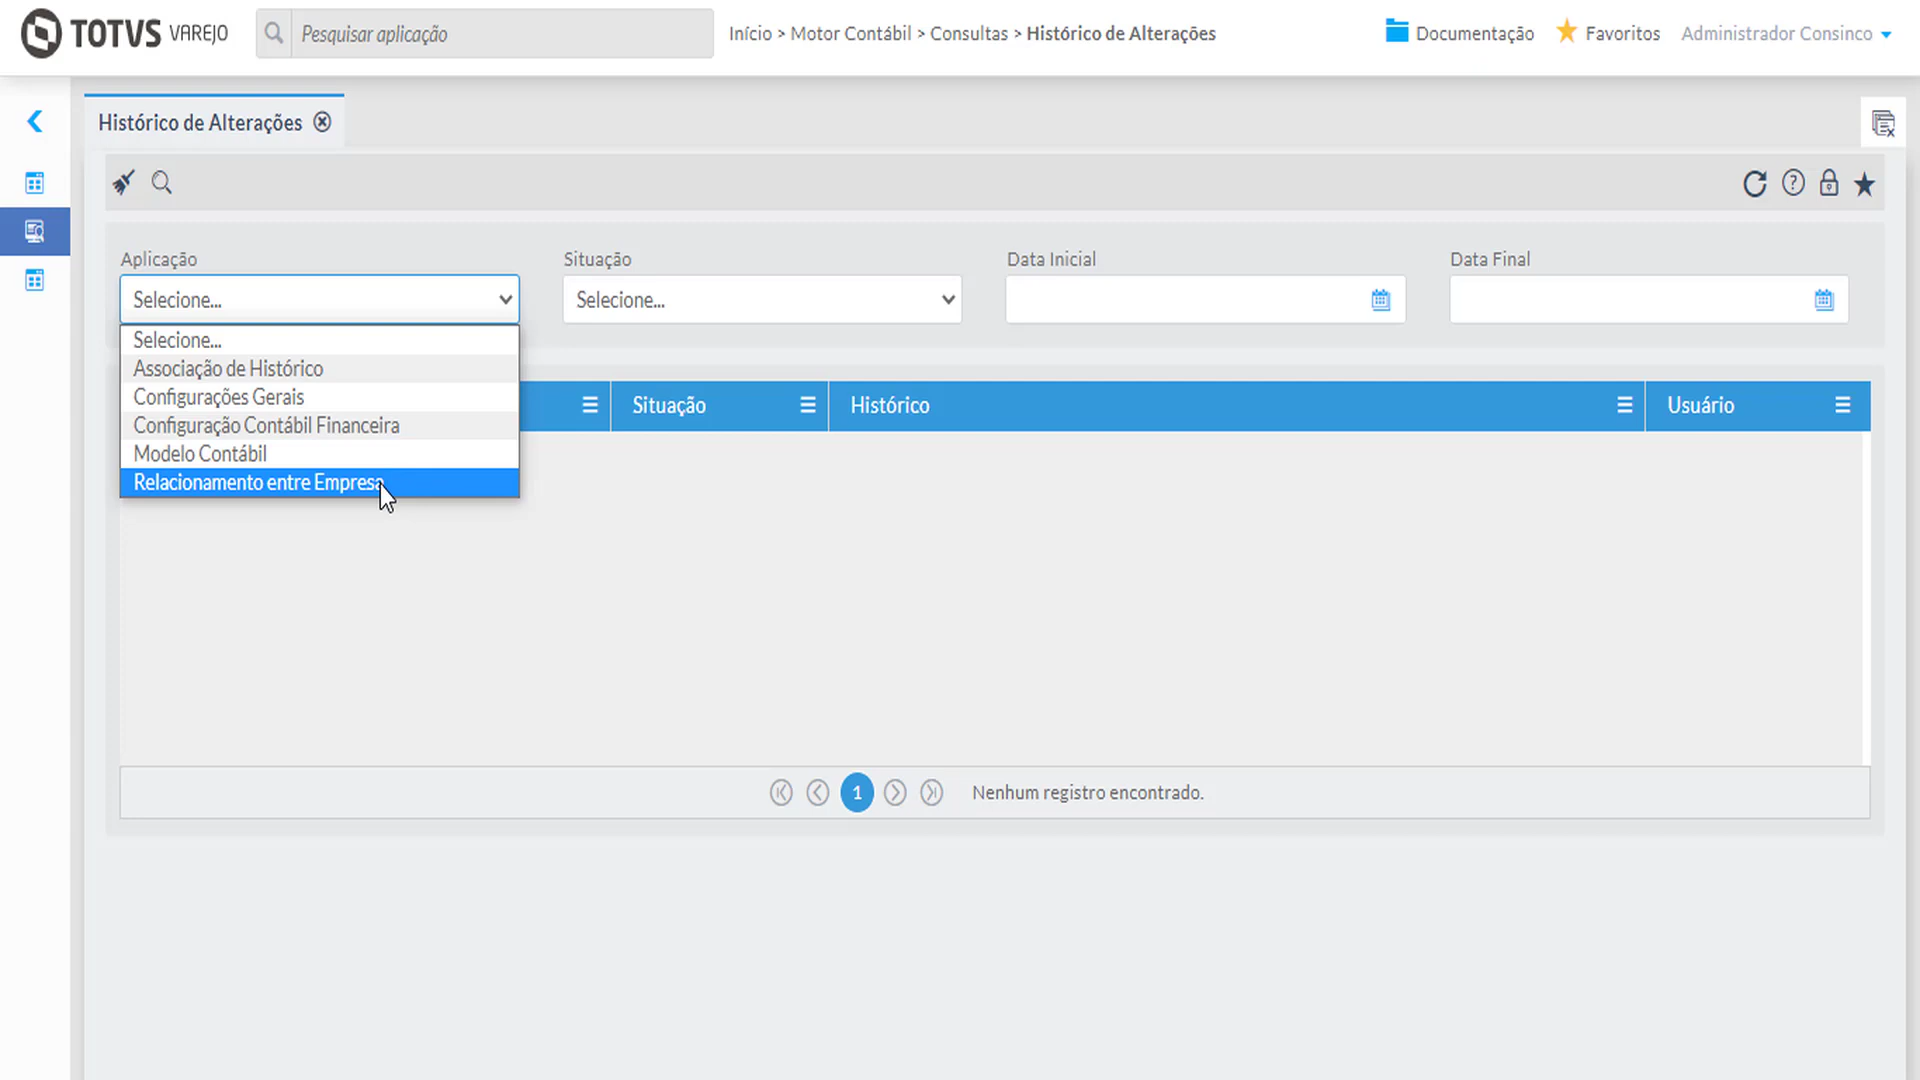 TOTVS VAREJO
Pesquisar aplicação
Início > Motor Contábil > Consultas > Histórico de Alterações
Documentação
Favoritos
Administrador Consinco
Histórico de Alterações
Aplicação
Situação
Data Inicial
Data Final
Selecione...
Selecione...
Selecione...
Associação de Histórico
Configurações Gerais
Configuração Contábil Financeira
Modelo Contábil
Relacionamento entre Empresa
Situação
Histórico
Usuário
1
Nenhum registro encontrado.